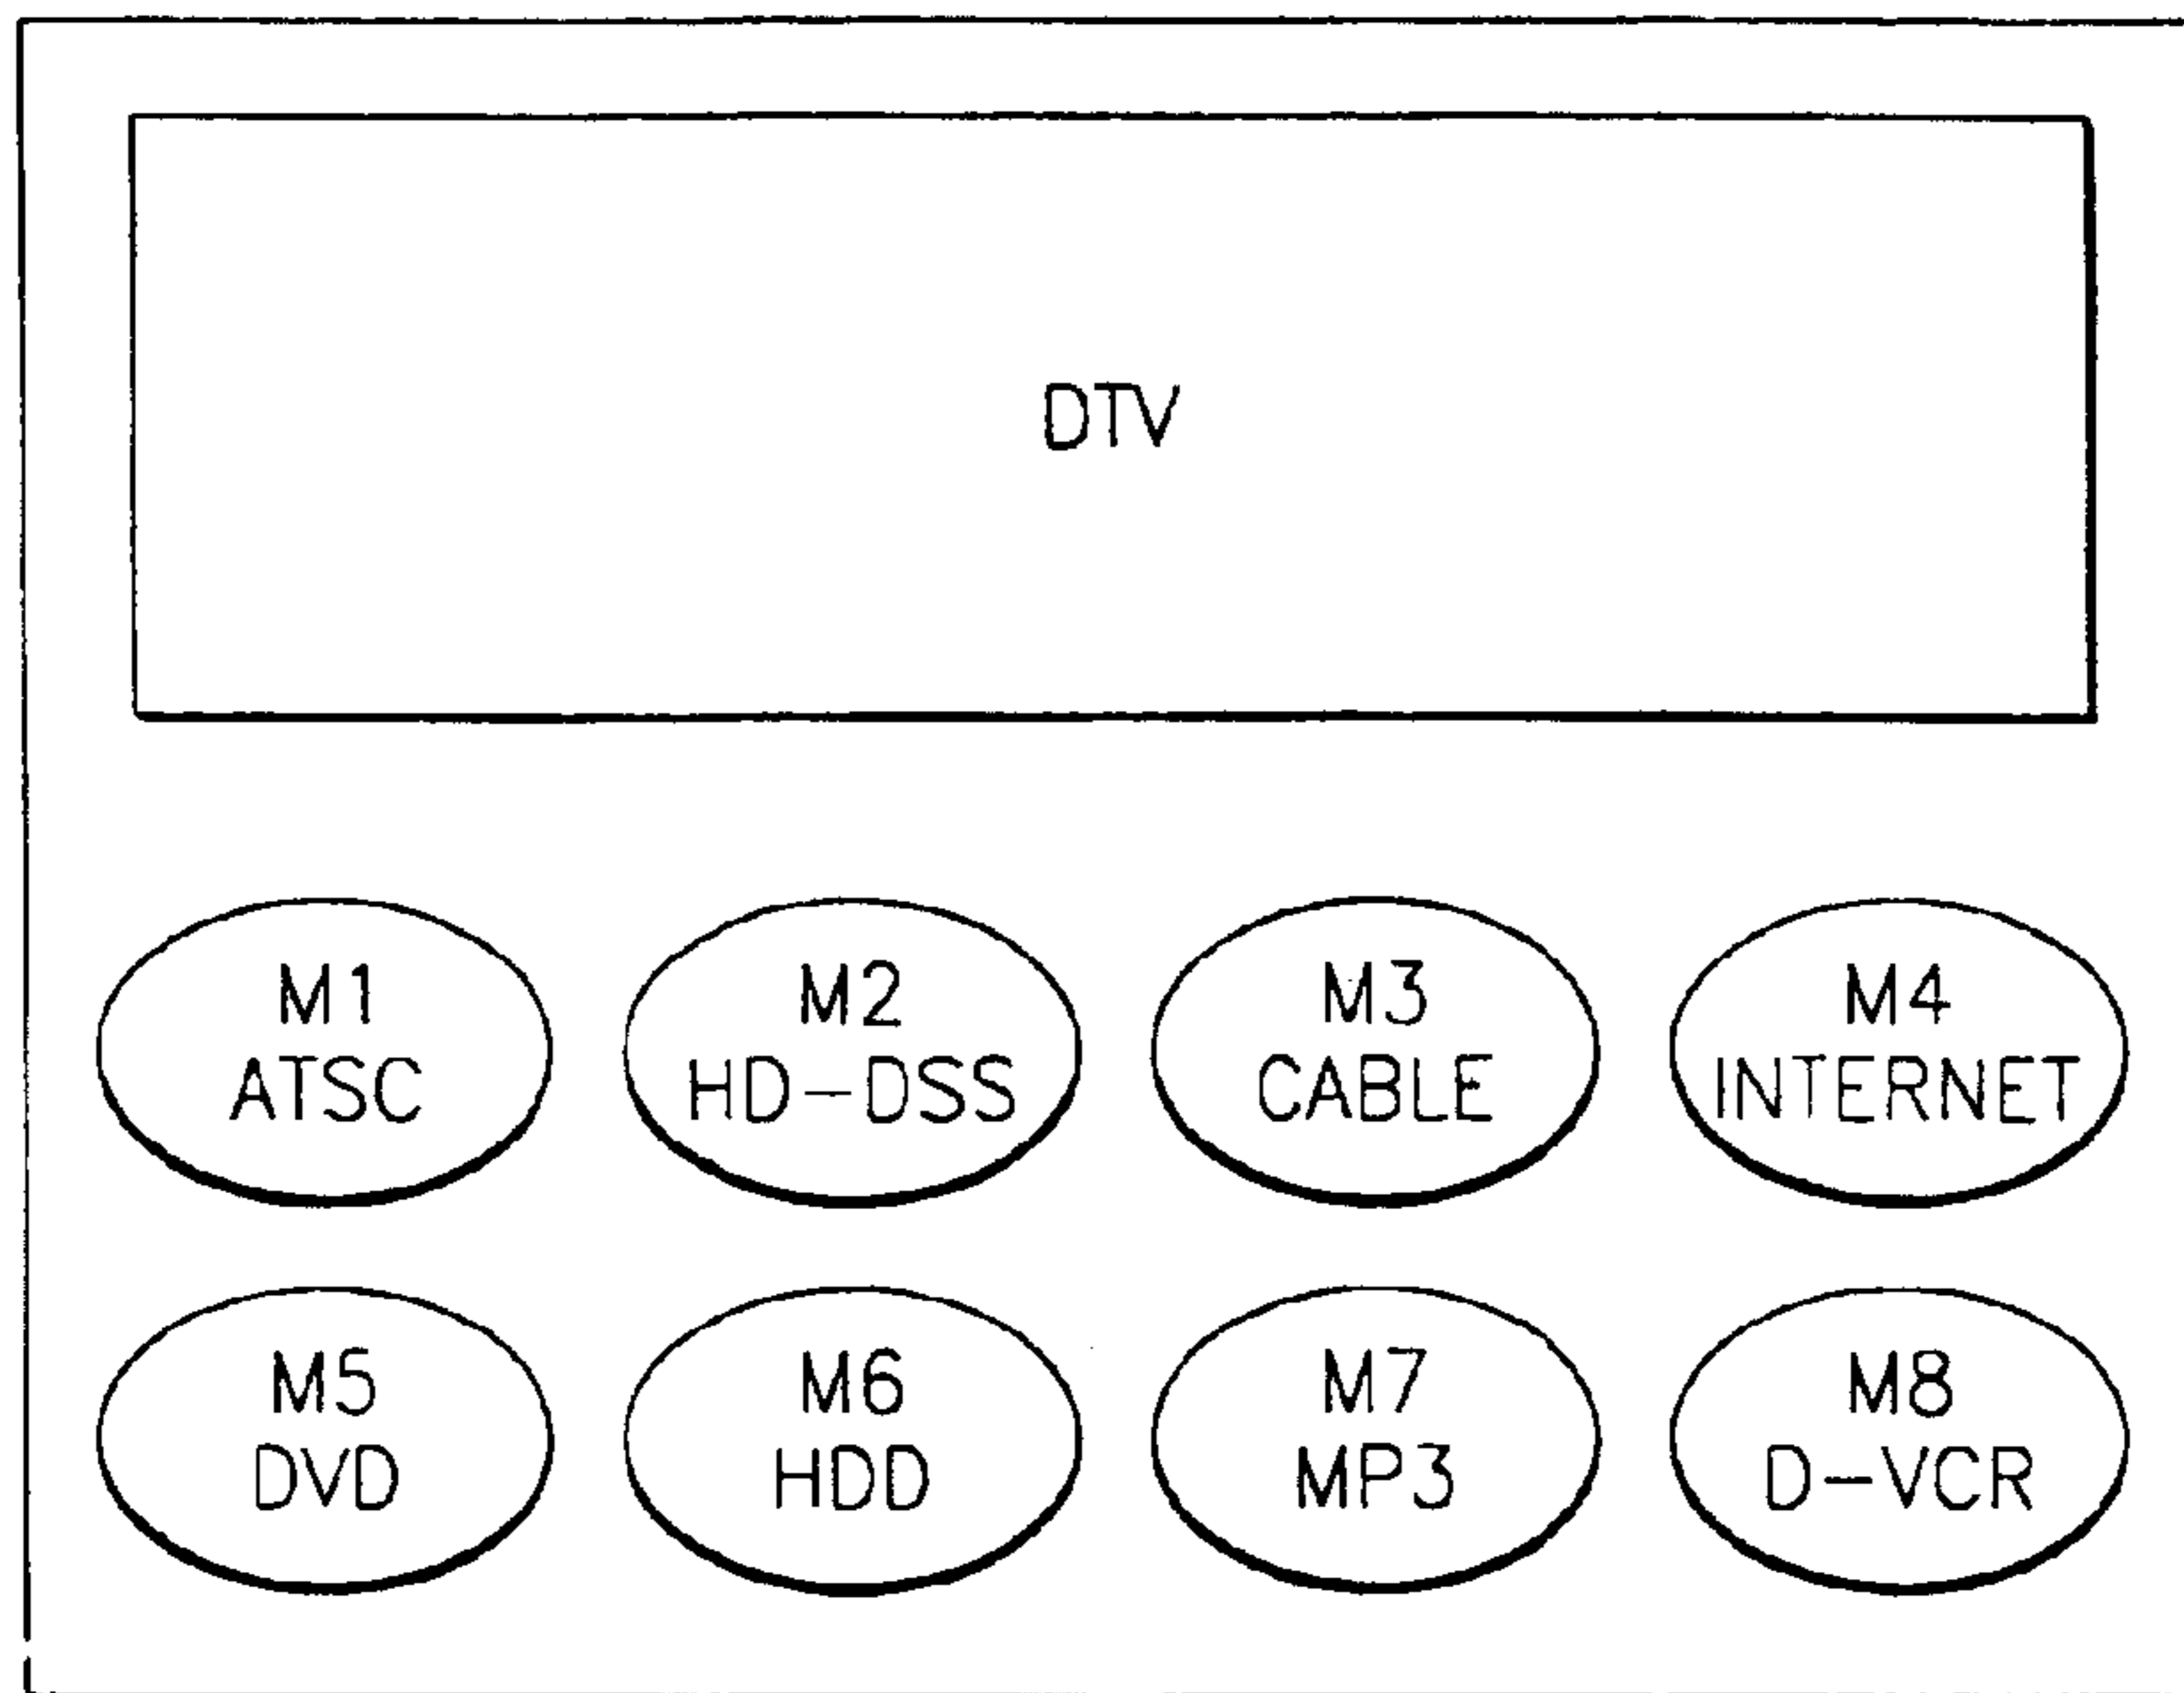 DTV
M1
ATSC
M2
HD-DSS
M3
CABLE
M4
INTERNET
M5
DVD
M6
HDD
M7
MP3
M8
D-VCR